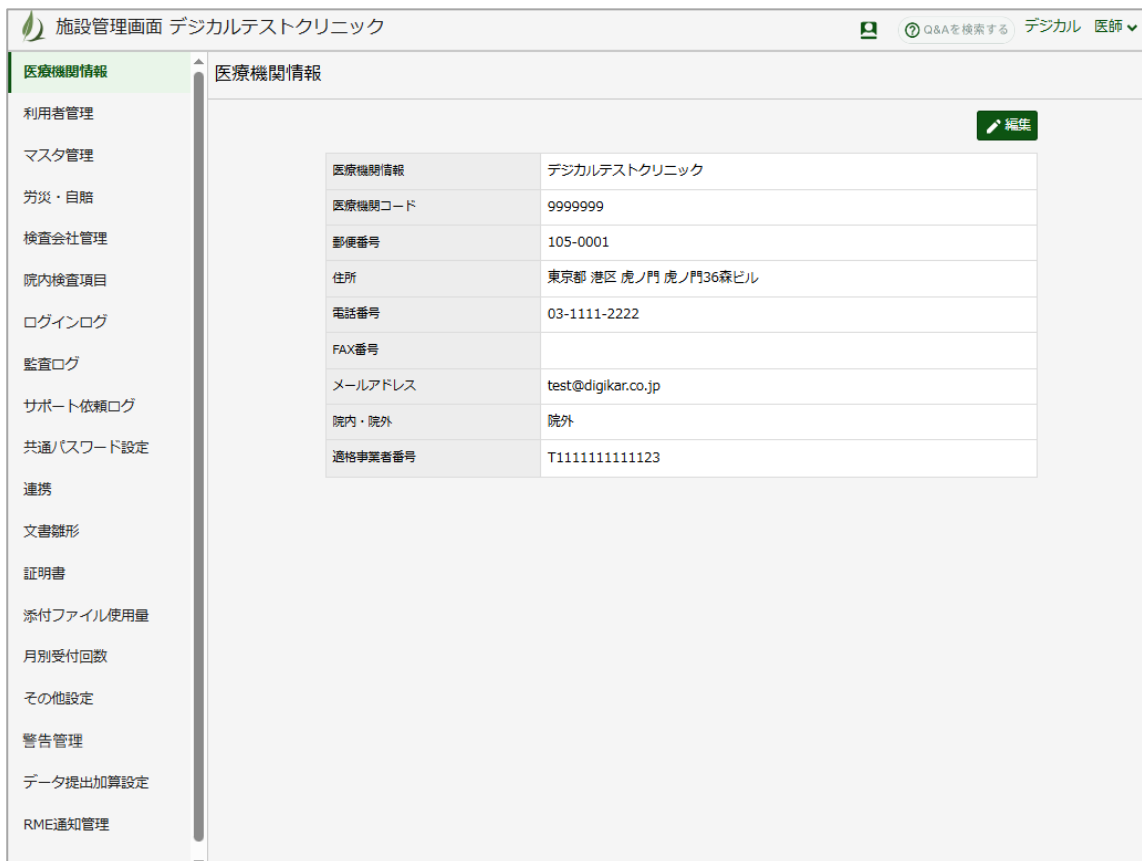 施設管理画面 デジカルテストクリニック
Q&Aを検索する デジカル 医師
医療機関情報
利用者管理
マスタ管理
労災・自賠
検査会社管理
院内検査項目
ログインログ
監査ログ
サポート依頼ログ
共通パスワード設定
連携
文書雛形
証明書
添付ファイル使用量
月別受付回数
その他設定
警告管理
データ提出加算設定
RME通知管理
医療機関情報
編集
医療機関情報 デジカルテストクリニック
医療機関コード 9999999
郵便番号 105-0001
住所 東京都 港区 虎ノ門 虎ノ門36森ビル
電話番号 03-1111-2222
FAX番号
メールアドレス test@digikar.co.jp
院内・院外 院外
適格事業者番号 T1111111111123